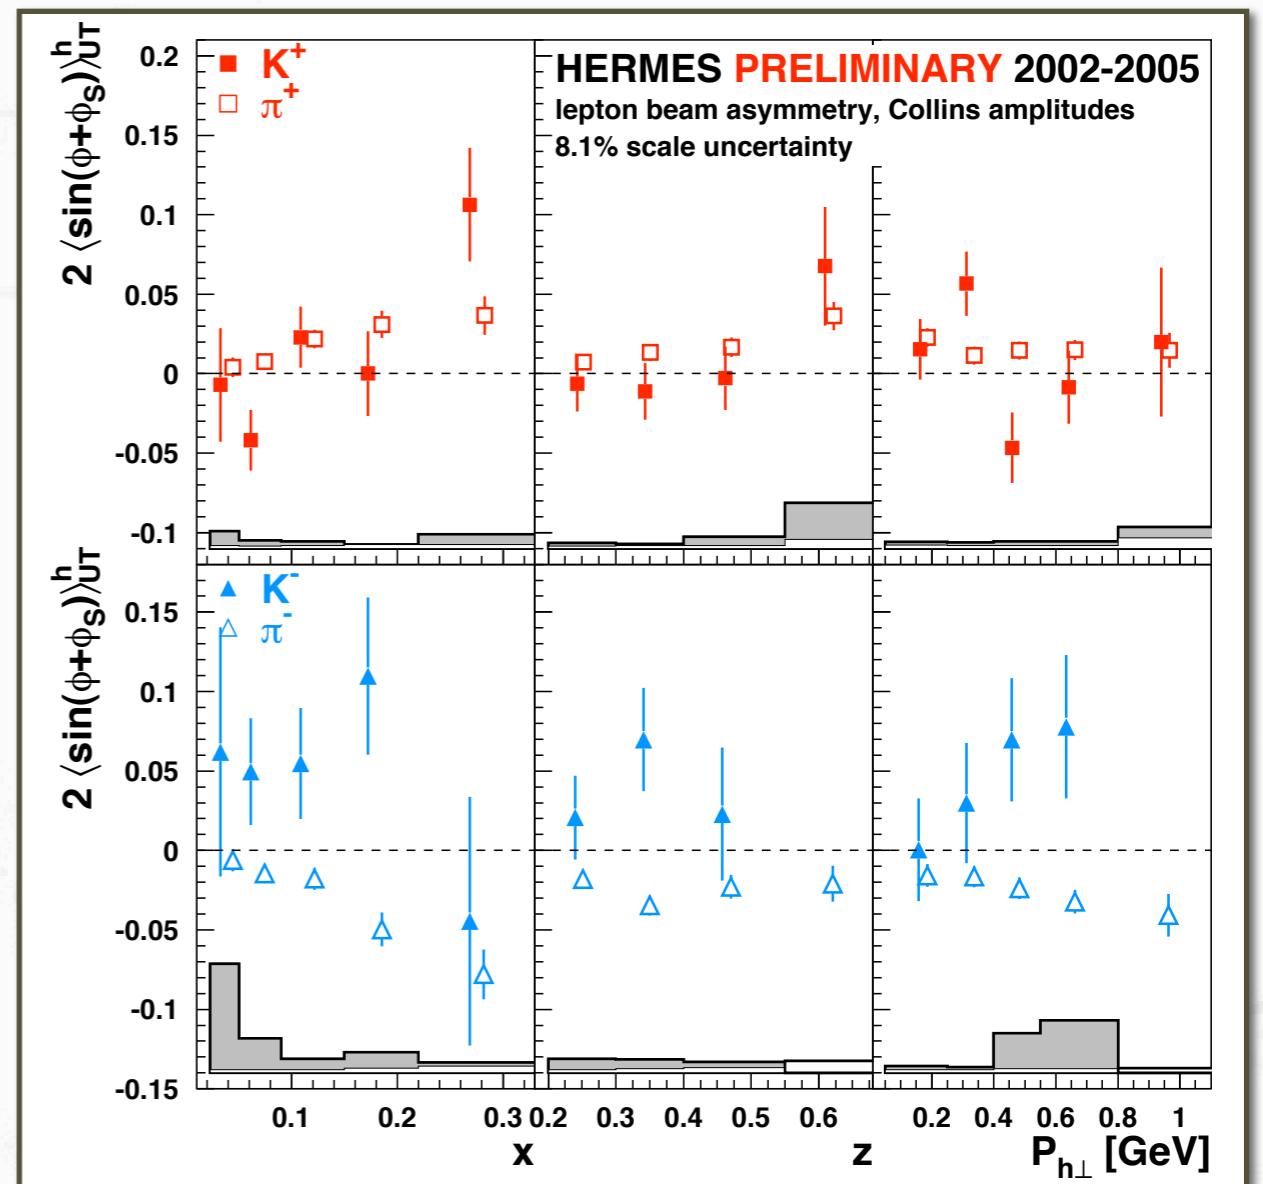 2 ⟨sin(ϕ+ϕS)⟩hUT
0.2
0.15
0.1
0.05
0
-0.05
-0.1
K+
π+
HERMES PRELIMINARY 2002-2005
lepton beam asymmetry, Collins amplitudes
8.1% scale uncertainty
2 ⟨sin(ϕ+ϕS)⟩hUT
0.15
0.1
0.05
0
-0.05
-0.1
-0.15
K-
π-
0.1 0.2 0.3 0.2 0.3 0.4 0.5 0.6 0.2 0.4 0.6 0.8 1
x z Ph⊥ [GeV]